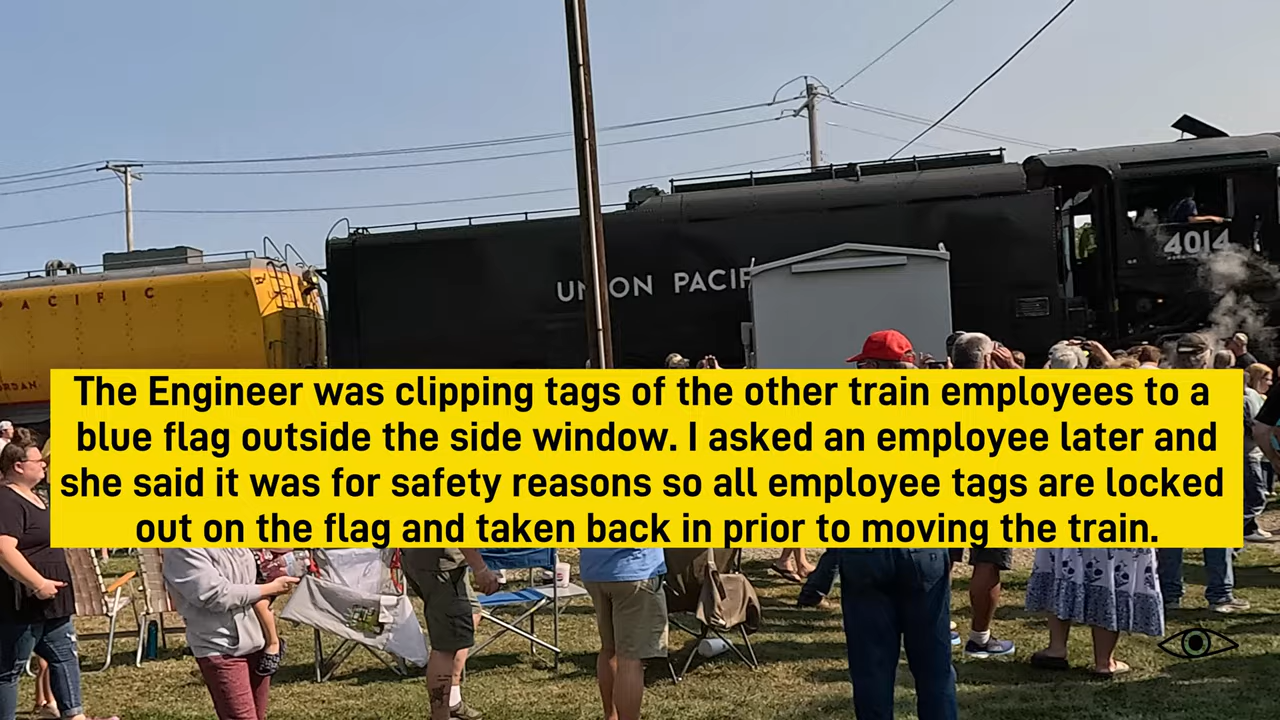 UNION PACIF
4014
PACIFIC
The Engineer was clipping tags of the other train employees to a
blue flag outside the side window. I asked an employee later and
she said it was for safety reasons so all employee tags are locked
out on the flag and taken back in prior to moving the train.